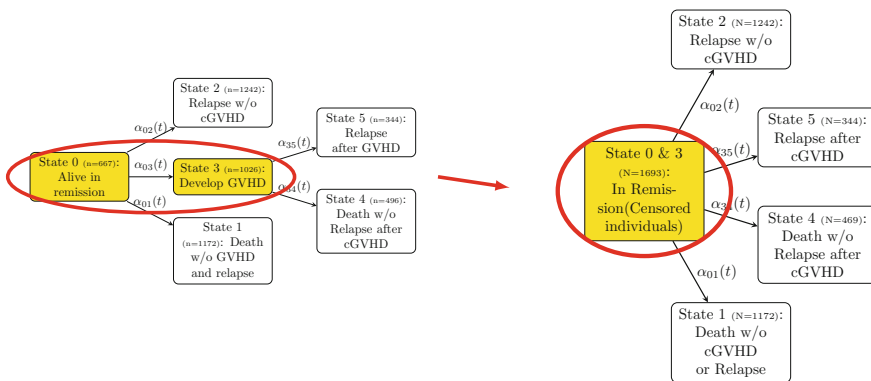 State 2 (n=1242):
Relapse w/o
cGVHD
α02(t)
State 5 (n=344):
Relapse
after GVHD
α35(t)
State 0 (n=667):
Alive in
remission
α03(t)
State 3 (n=1026):
Develop GVHD
α34(t)
State 4 (n=496):
Death w/o
Relapse after
cGVHD
α01(t)
State 1
(n=1172): Death
w/o GVHD
and relapse
State 2 (N=1242):
Relapse w/o
cGVHD
α02(t)
State 5 (N=344):
Relapse after
cGVHD
α35(t)
State 0 & 3
(N=1693):
In Remis-
sion(Censored
individuals)
α34(t)
State 4 (N=469):
Death w/o
Relapse after
cGVHD
α01(t)
State 1 (N=1172):
Death w/o
cGVHD
or Relapse